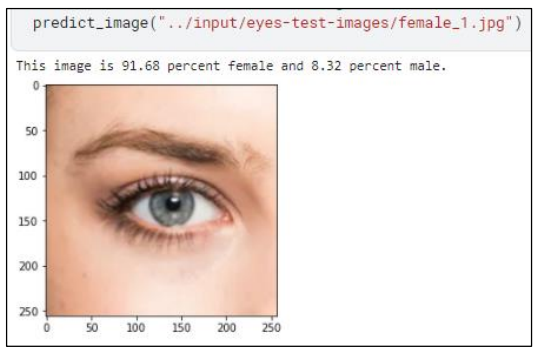 predict_image("../input/eyes-test-images/female_1.jpg")
This image is 91.68 percent female and 8.32 percent male.
0
50
100
150
200
250
0 50 100 150 200 250